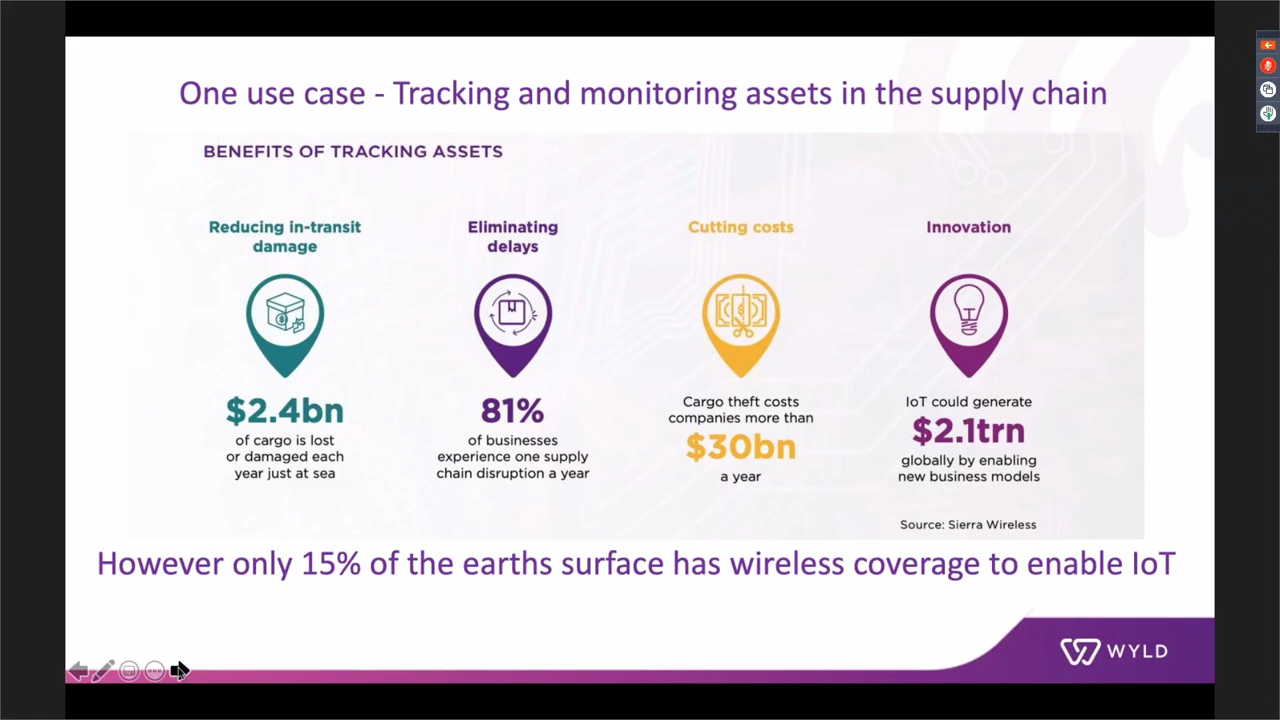 One use case - Tracking and monitoring assets in the supply chain
BENEFITS OF TRACKING ASSETS
Reducing in-transit
damage
$2.4bn
of cargo is lost
or damaged each
year just at sea
Eliminating
delays
81%
of businesses
experience one supply
chain disruption a year
Cutting costs
Cargo theft costs
companies more than
$30bn
a year
Innovation
IoT could generate
$2.1trn
globally by enabling
new business models
Source: Sierra Wireless
However only 15% of the earths surface has wireless coverage to enable IoT
WYLD